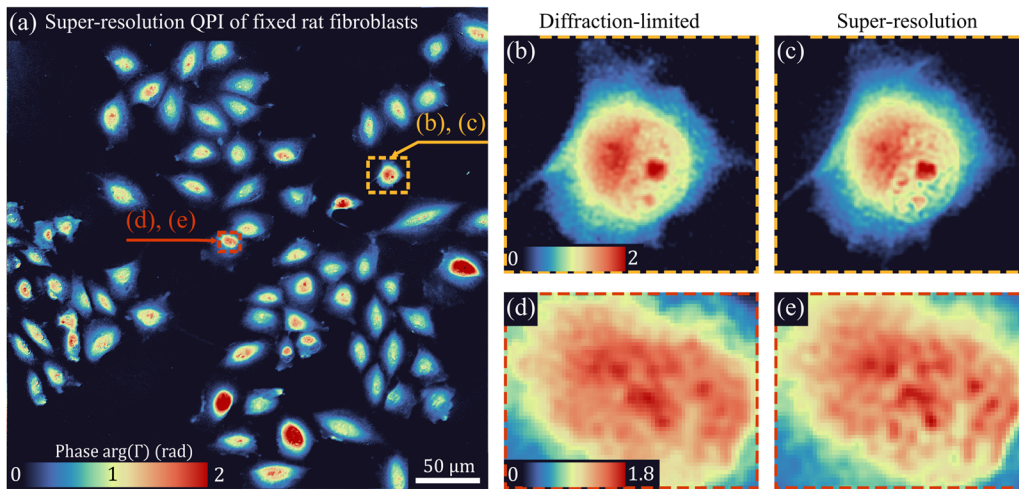 (a) Super-resolution QPI of fixed rat fibroblasts
(b), (c)
(d), (e)
Phase arg(Γ) (rad)
0 1 2
50 μm
Diffraction-limited
Super-resolution
(b)
0 2
(c)
(d)
0 1.8
(e)